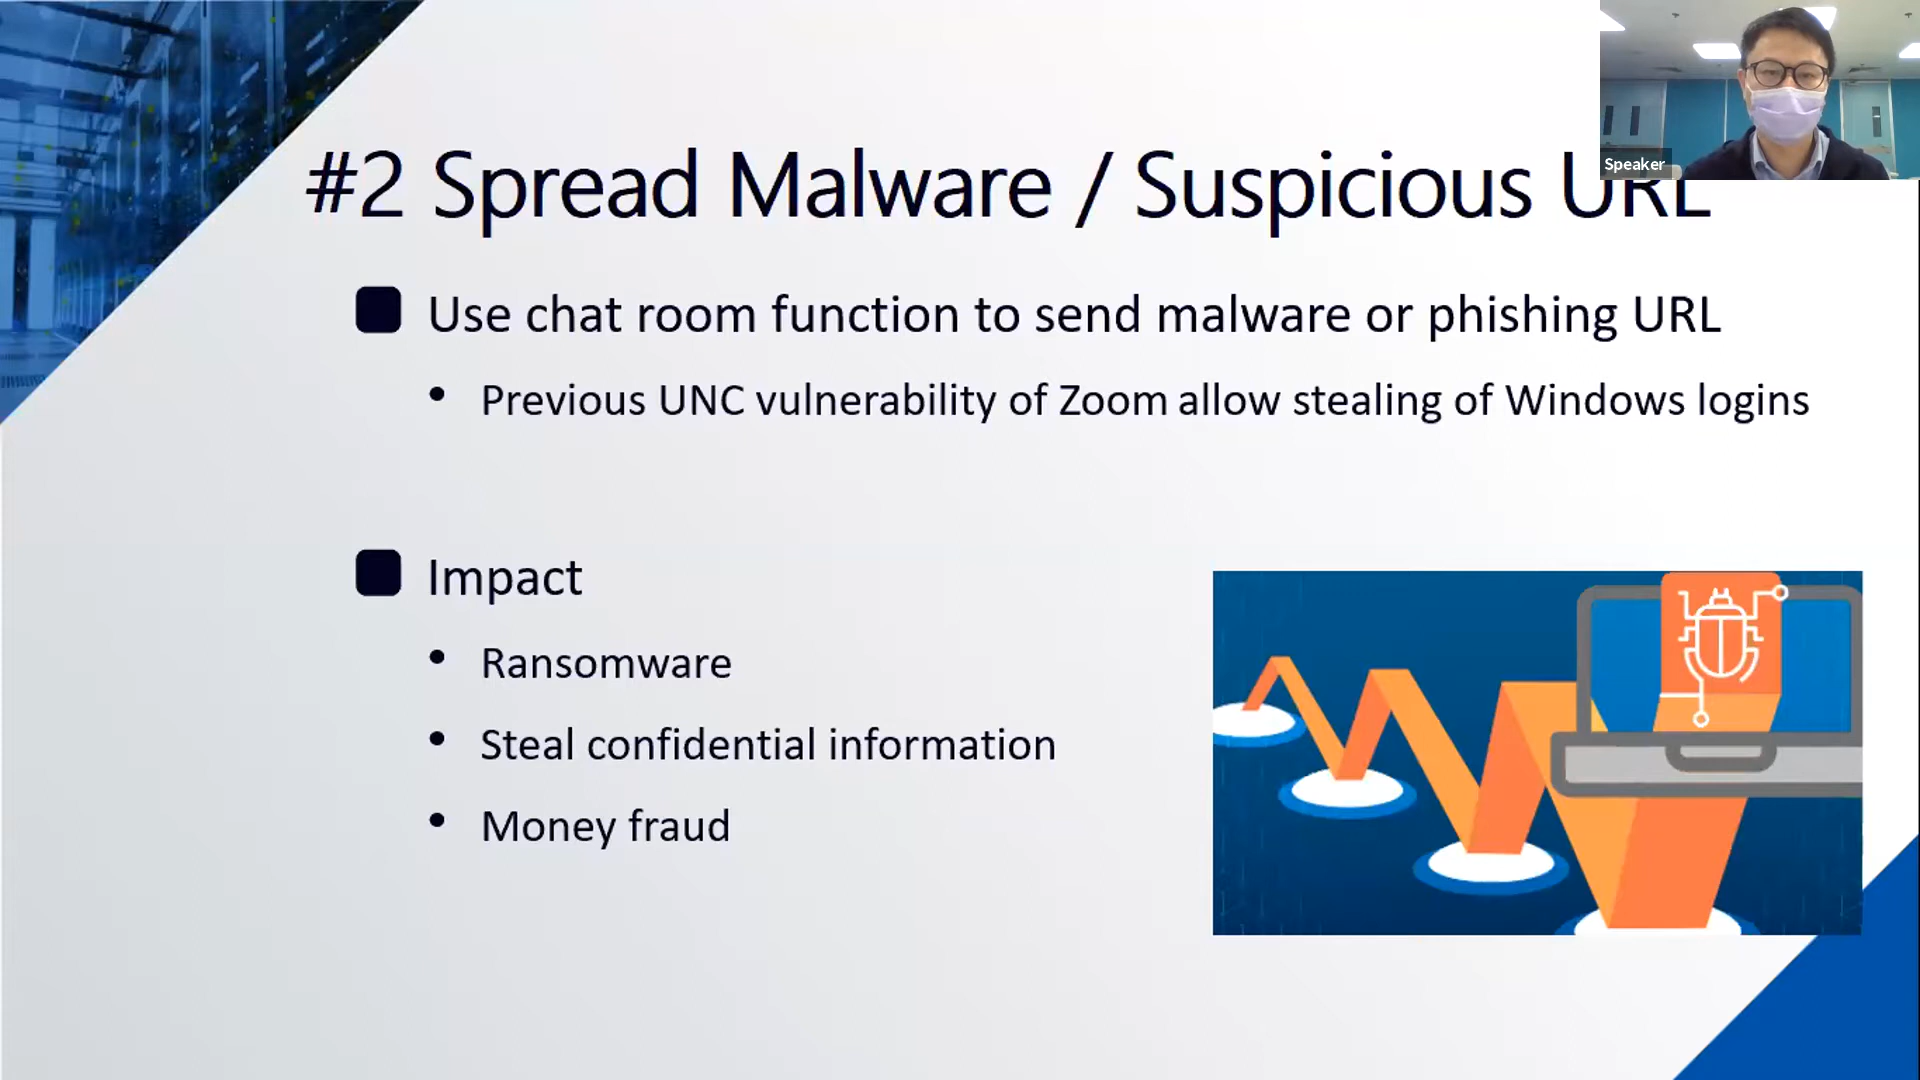 #2 Spread Malware / Suspicious URL
Speaker
Use chat room function to send malware or phishing URL
• Previous UNC vulnerability of Zoom allow stealing of Windows logins
Impact
• Ransomware
• Steal confidential information
• Money fraud